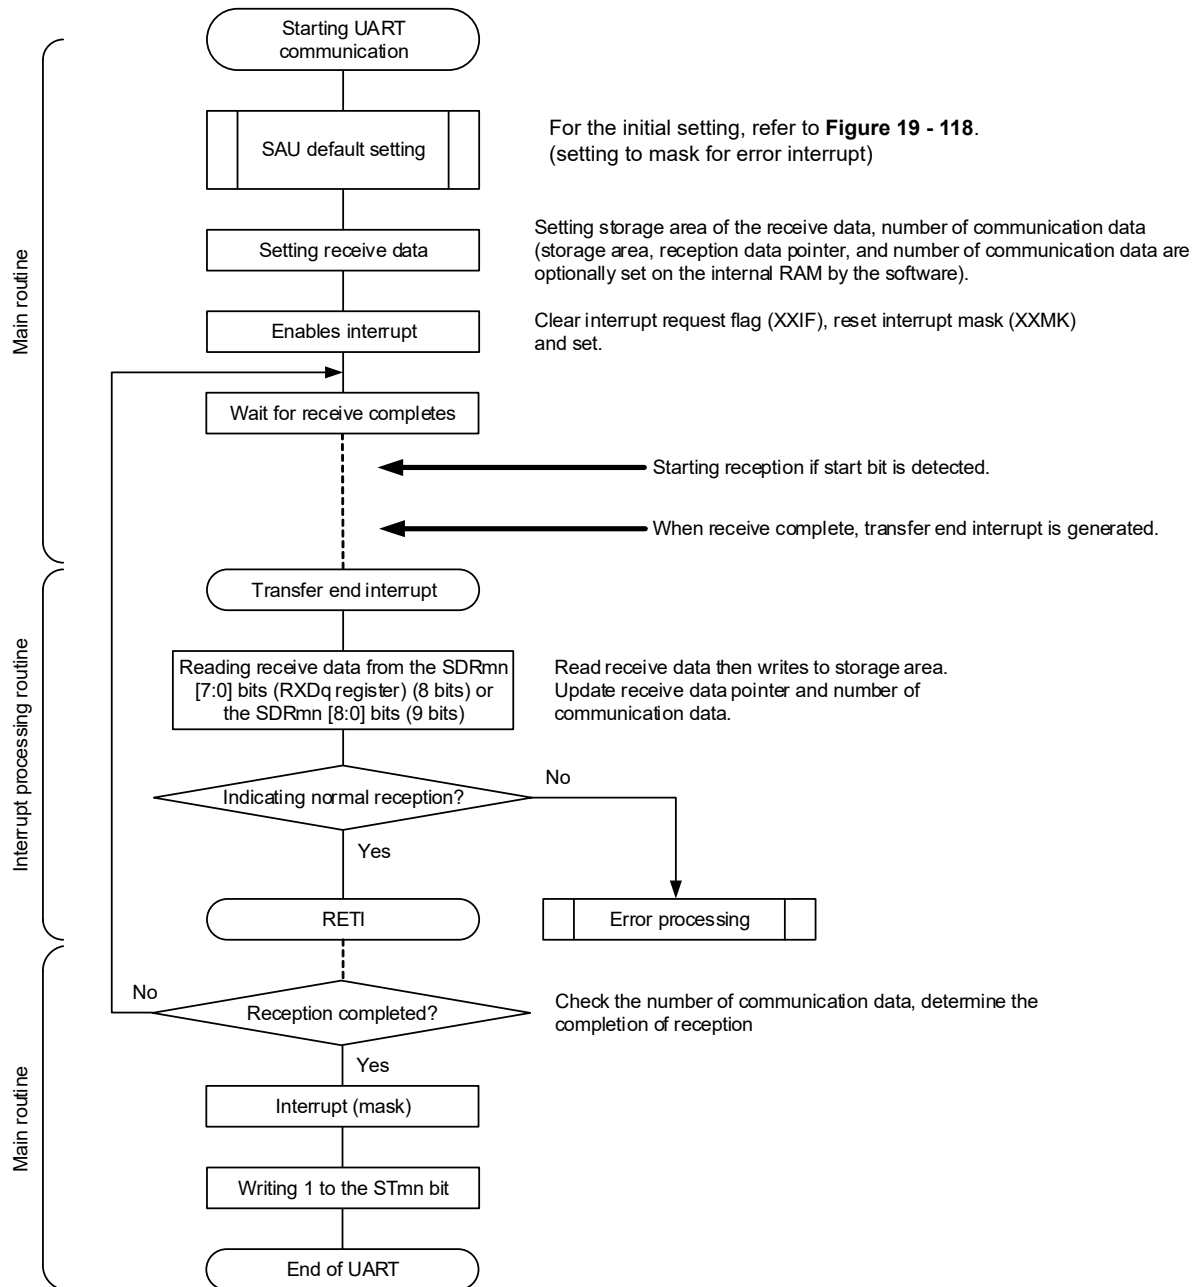 Starting UART
communication
SAU default setting
For the initial setting, refer to Figure 19 - 118.
(setting to mask for error interrupt)
Main routine
Setting receive data
Setting storage area of the receive data, number of communication data
(storage area, reception data pointer, and number of communication data are
optionally set on the internal RAM by the software).
Enables interrupt
Clear interrupt request flag (XXIF), reset interrupt mask (XXMK)
and set.
Wait for receive completes
Starting reception if start bit is detected.
When receive complete, transfer end interrupt is generated.
Interrupt processing routine
Transfer end interrupt
Reading receive data from the SDRmn
[7:0] bits (RXDq register) (8 bits) or
the SDRmn [8:0] bits (9 bits)
Read receive data then writes to storage area.
Update receive data pointer and number of
communication data.
Indicating normal reception?
No
Yes
RETI
Error processing
Main routine
No
Reception completed?
Check the number of communication data, determine the
completion of reception
Yes
Interrupt (mask)
Writing 1 to the STmn bit
End of UART